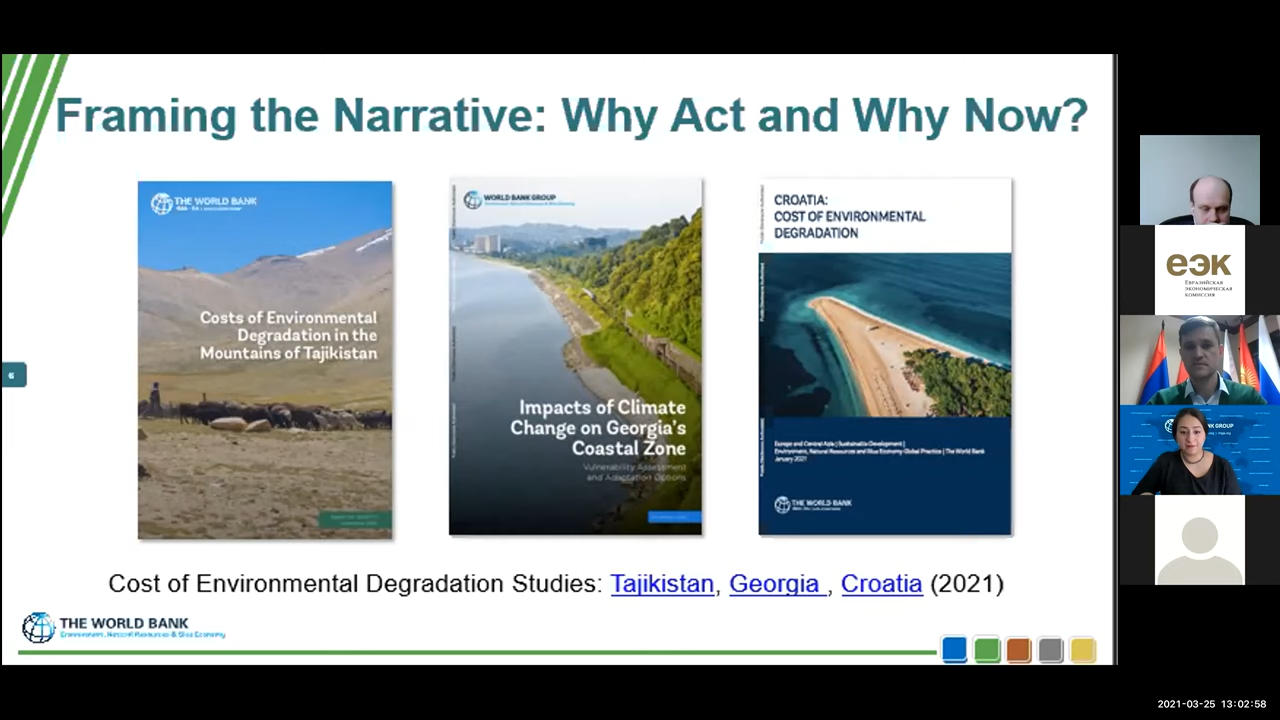 Framing the Narrative: Why Act and Why Now?
THE WORLD BANK
Costs of Environmental
Degradation in the
Mountains of Tajikistan
WORLD BANK GROUP
Impacts of Climate
Change on Georgia's
Coastal Zone
Vulnerability Assessment
and Adaptation Options
CROATIA:
COST OF ENVIRONMENTAL
DEGRADATION
Europe and Central Asia | Sustainable Development |
Environment, Natural Resources and Blue Economy Global Practice | The World Bank
January 2021
THE WORLD BANK
Cost of Environmental Degradation Studies: Tajikistan, Georgia , Croatia (2021)
THE WORLD BANK
Environment, Natural Resources & Blue Economy
еэк
ЕВРАЗИЙСКАЯ
ЭКОНОМИЧЕСКАЯ
КОМИССИЯ
GROUP
2021-03-25 13:02:58